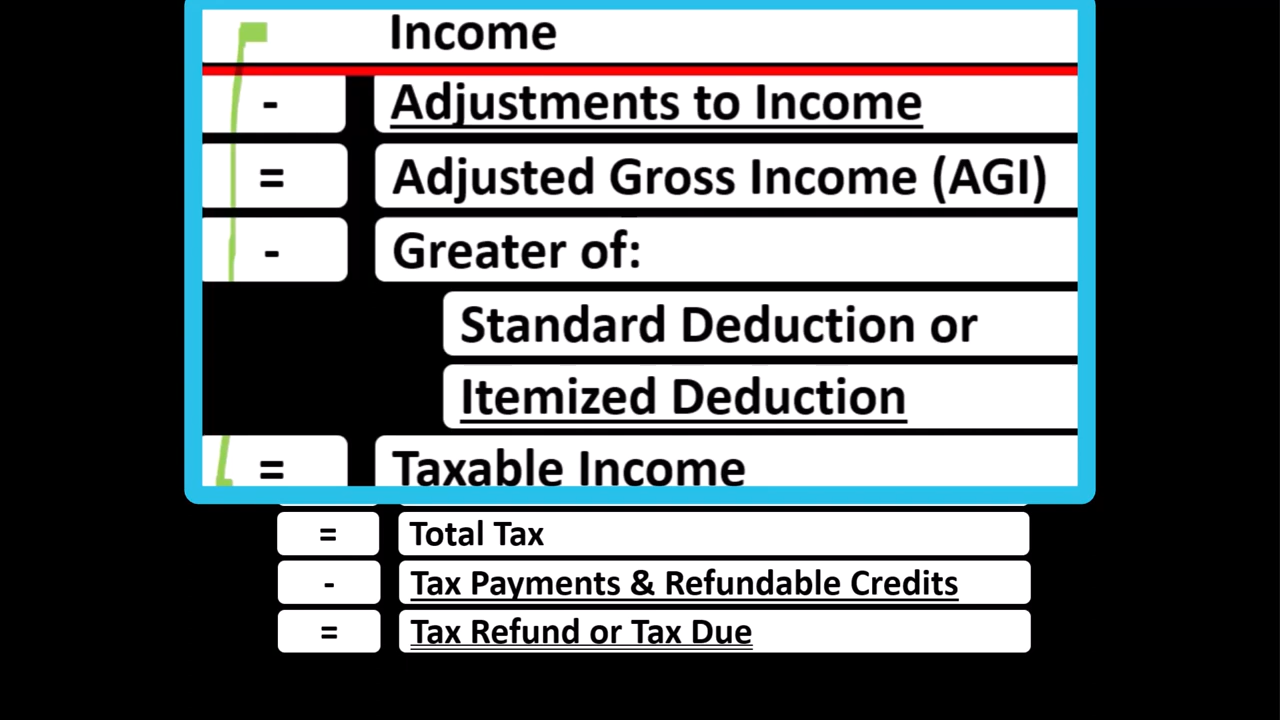 Income
- Adjustments to Income
= Adjusted Gross Income (AGI)
- Greater of:
Standard Deduction or
Itemized Deduction
= Taxable Income
= Total Tax
- Tax Payments & Refundable Credits
= Tax Refund or Tax Due